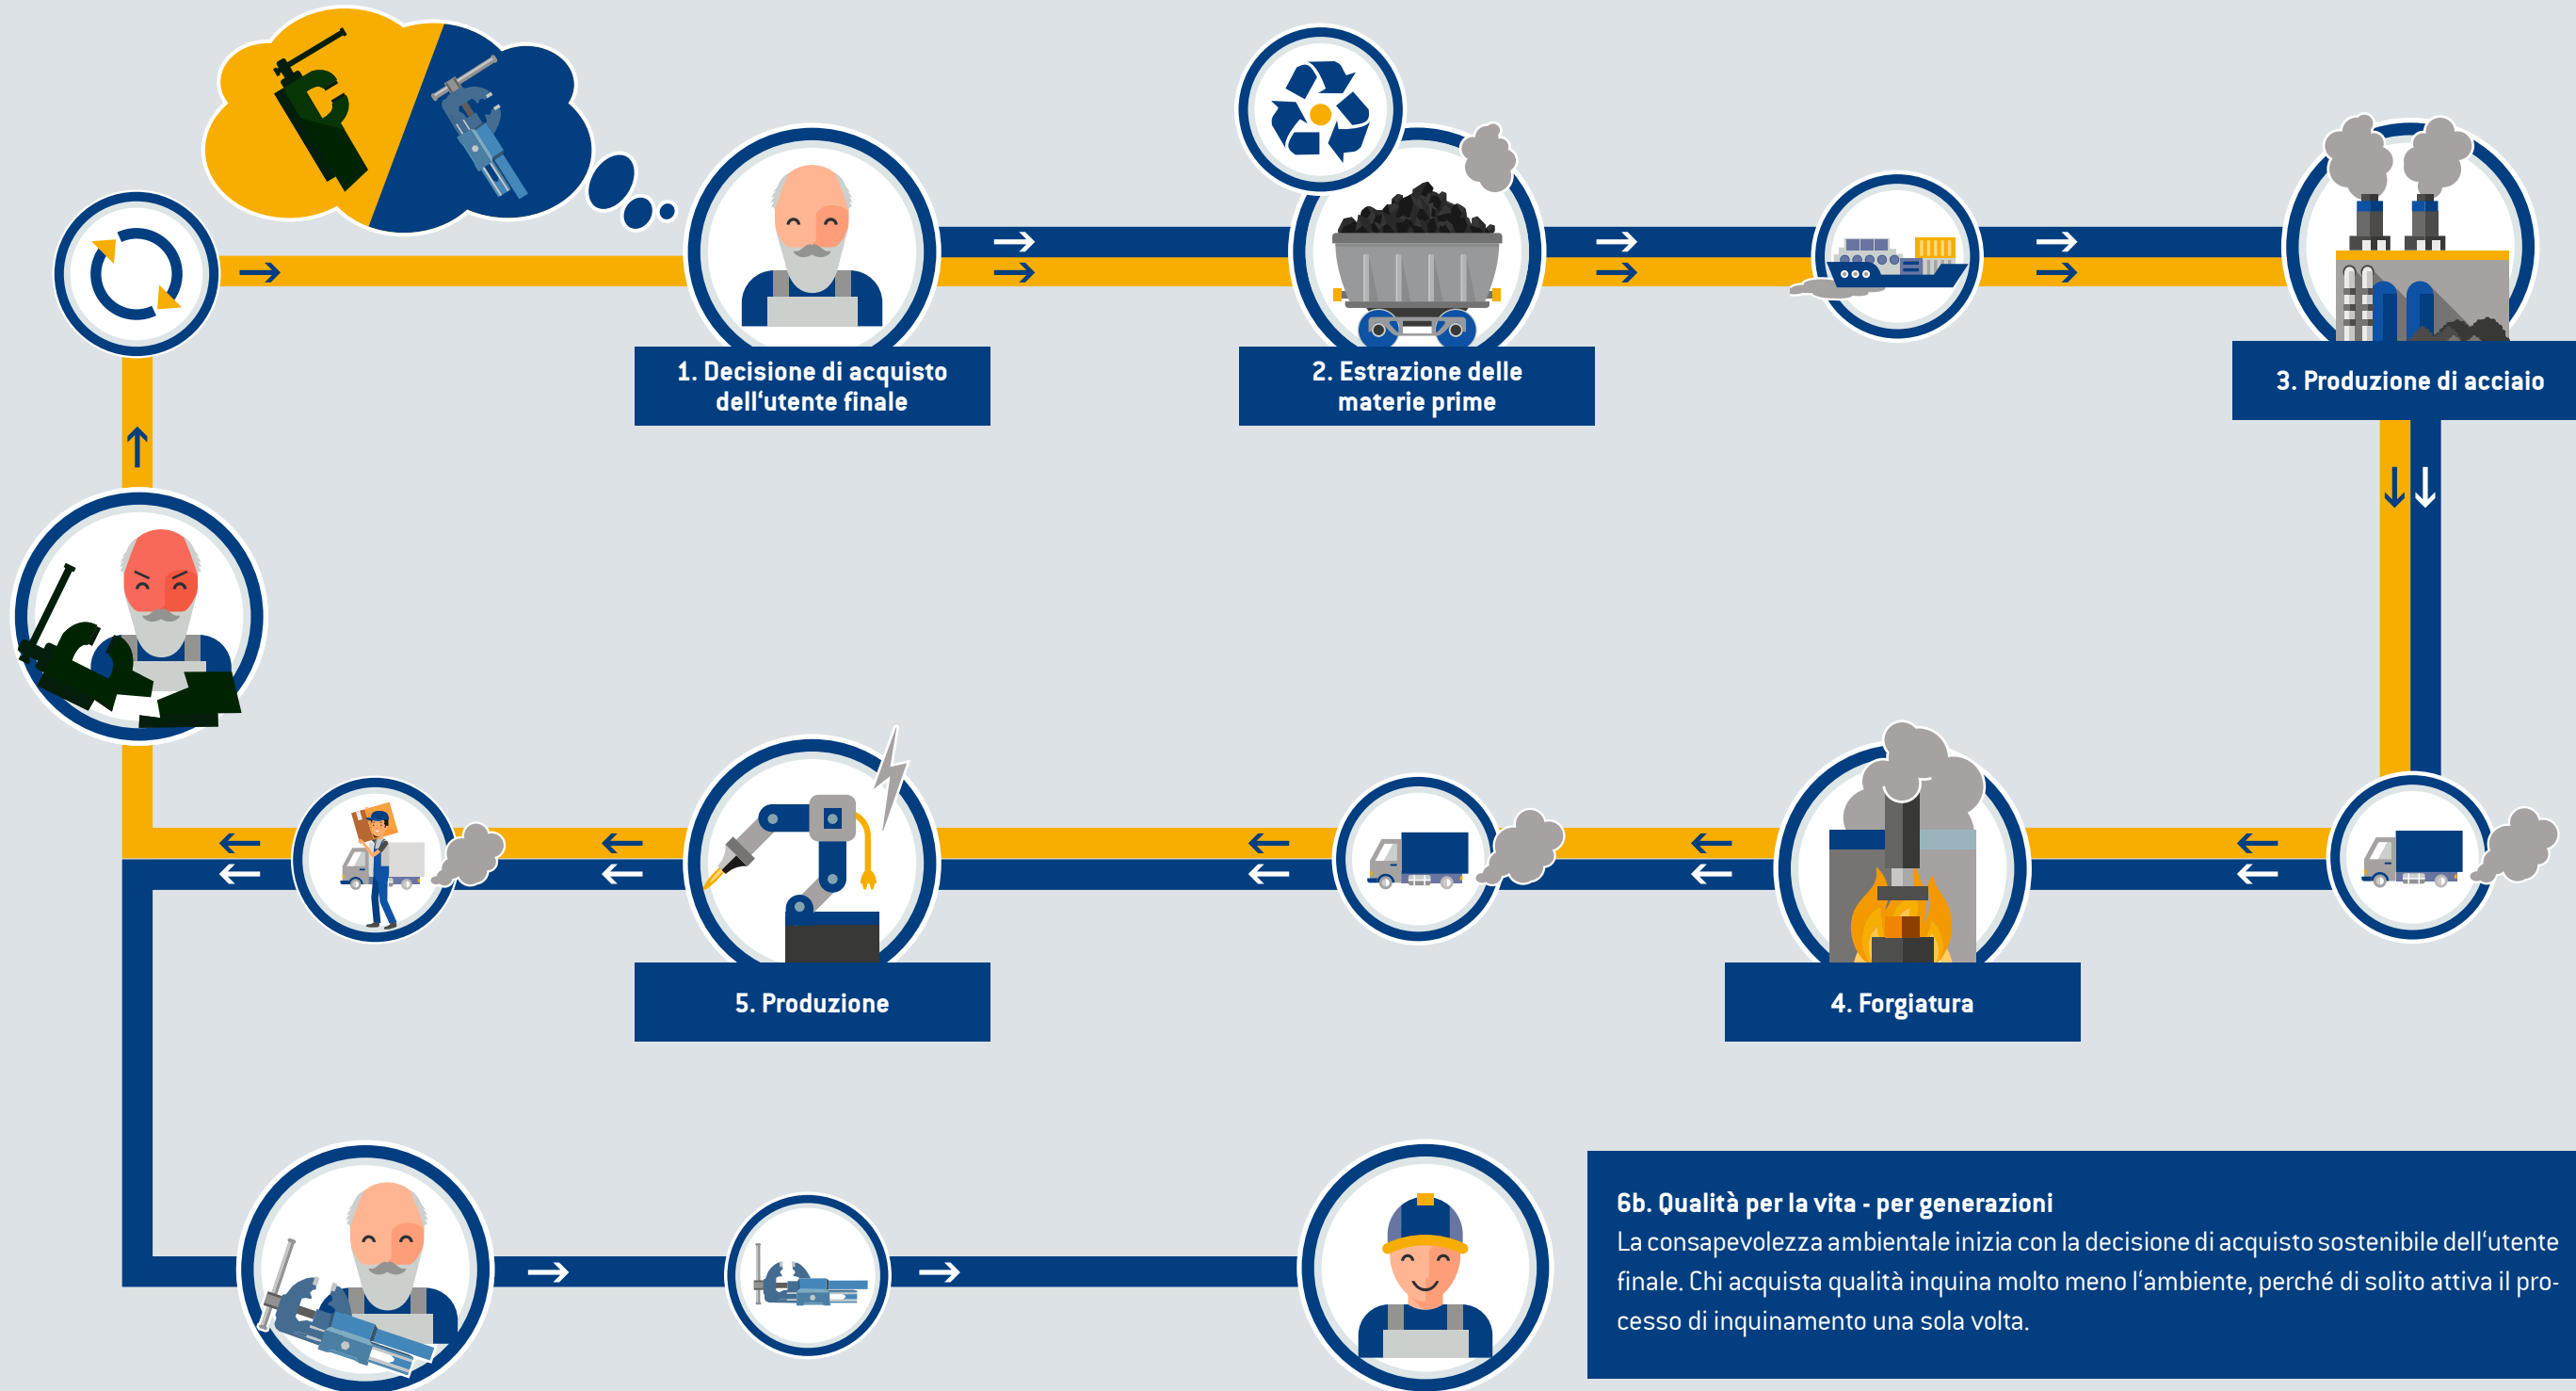 1. Decisione di acquisto
dell‘utente finale
2. Estrazione delle
materie prime
3. Produzione di acciaio
5. Produzione
4. Forgiatura
6b. Qualità per la vita - per generazioni
La consapevolezza ambientale inizia con la decisione di acquisto sostenibile dell‘utente
finale. Chi acquista qualità inquina molto meno l‘ambiente, perché di solito attiva il pro-
cesso di inquinamento una sola volta.